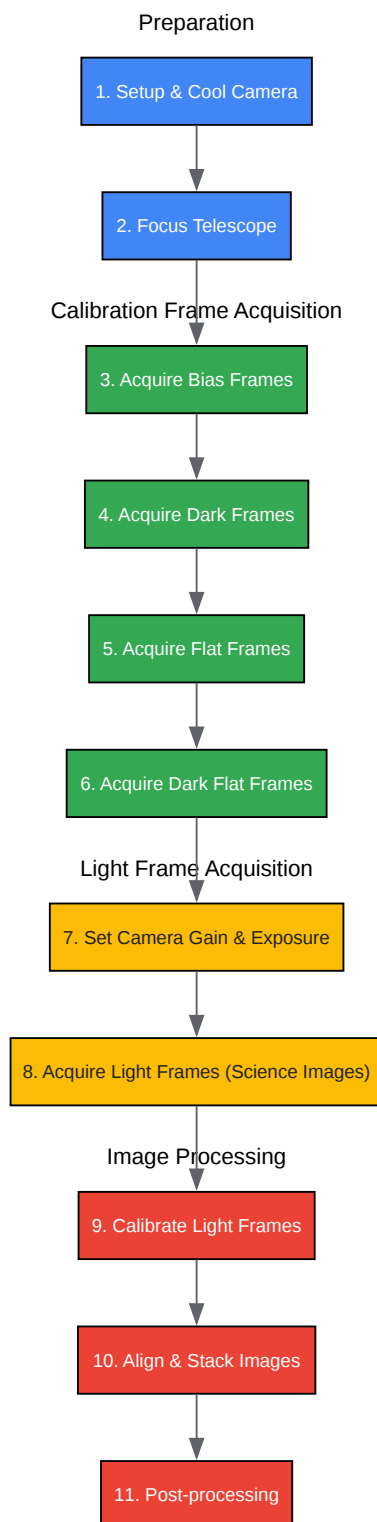 Preparation
1. Setup & Cool Camera
2. Focus Telescope
Calibration Frame Acquisition
3. Acquire Bias Frames
4. Acquire Dark Frames
5. Acquire Flat Frames
6. Acquire Dark Flat Frames
Light Frame Acquisition
7. Set Camera Gain & Exposure
8. Acquire Light Frames (Science Images)
Image Processing
9. Calibrate Light Frames
10. Align & Stack Images
11. Post-processing